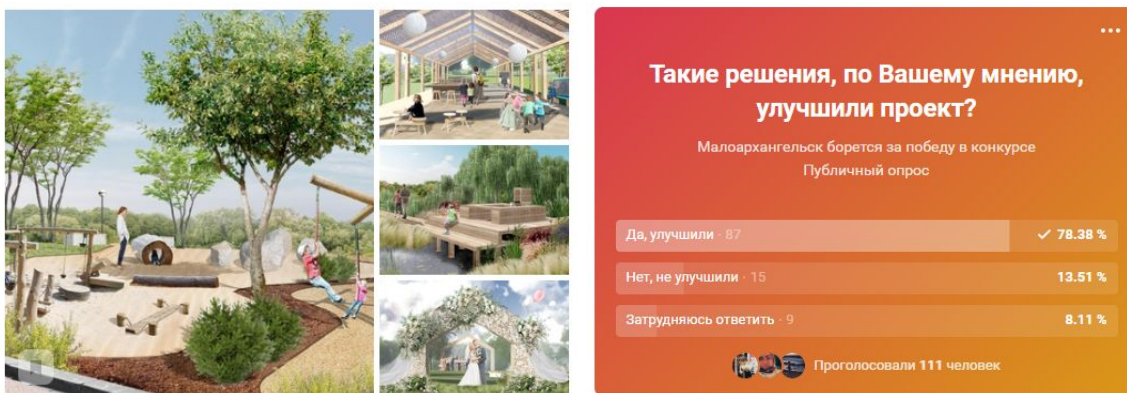 Такие решения, по Вашему мнению,
улучшили проект?
Малоархангельск борется за победу в конкурсе
Публичный опрос
Да, улучшили · 87 78.38 %
Нет, не улучшили · 15 13.51 %
Затрудняюсь ответить · 9 8.11 %
Проголосовали 111 человек